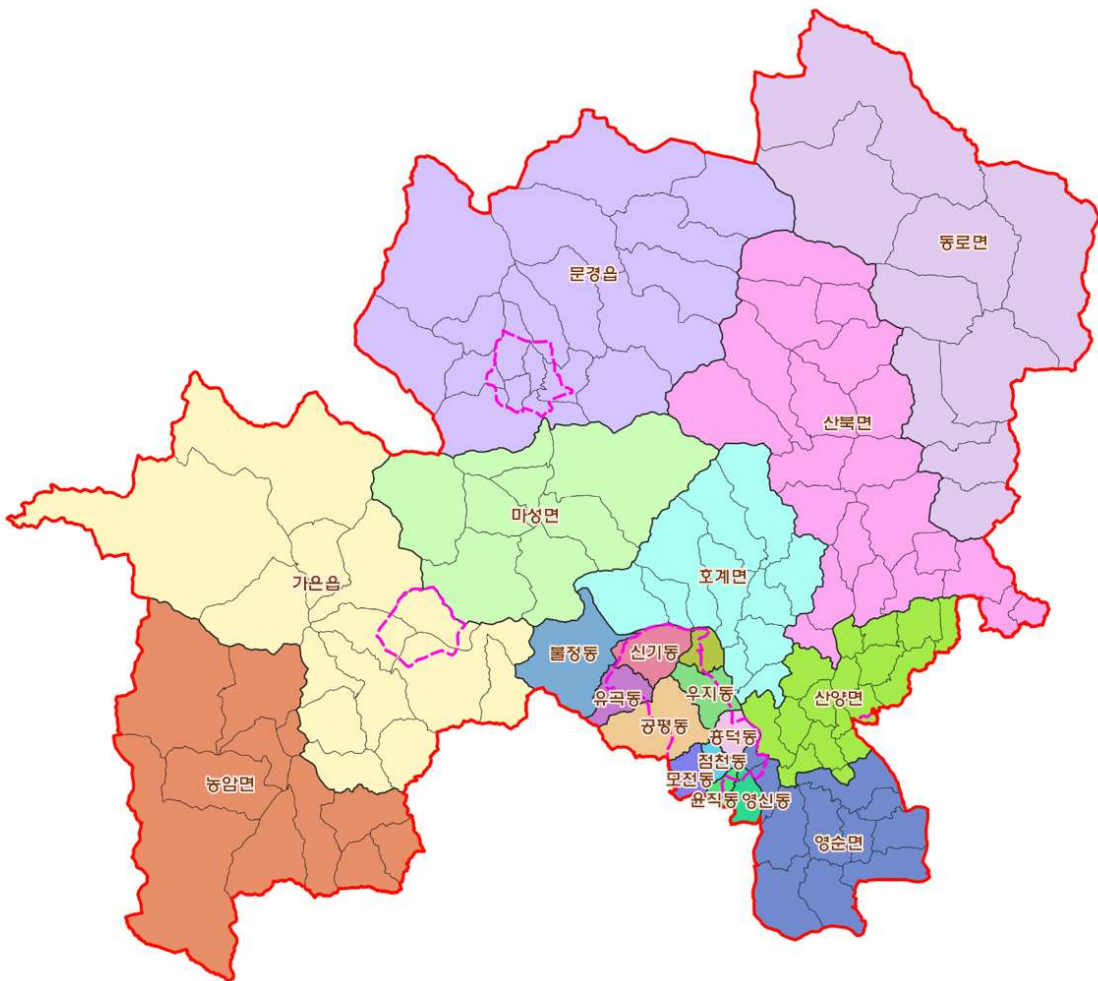 동로면
문경읍
산북면
마성면
호계면
가은읍
불정동
신기동
유곡동
우지동
산양면
공평동
흥덕동
점천동
모전동
농암면
윤직동
영신동
영순면